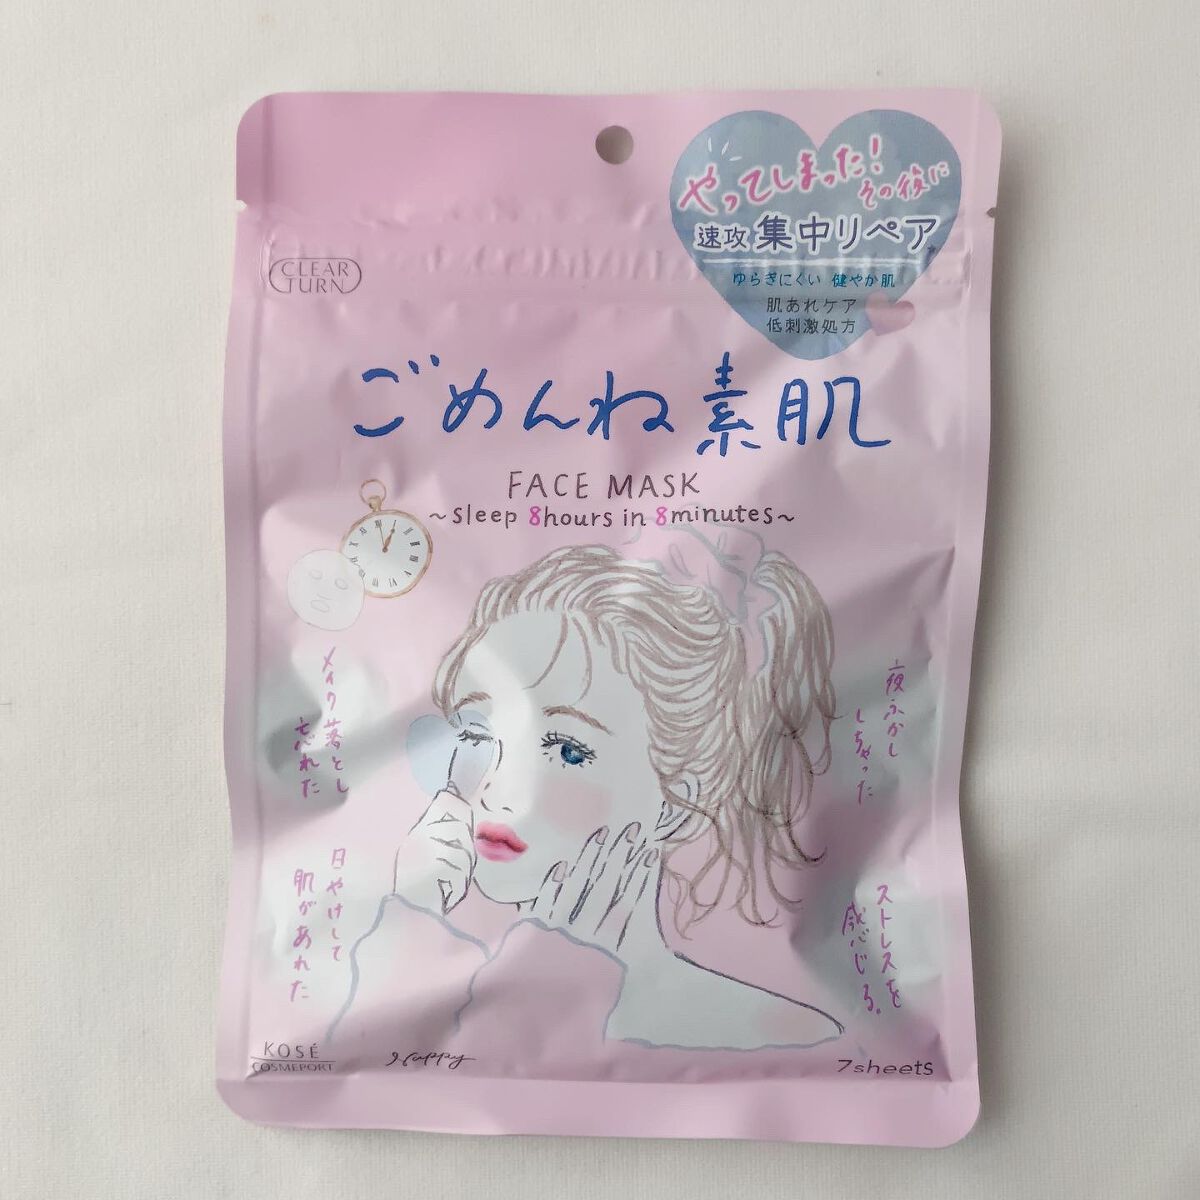 やってしまった!
その後に
速攻 集中リペア
ゆらぎにくい 健やか肌
肌あれケア
低刺激処方
CLEAR
TURN
ごめんね素肌
FACE MASK
~sleep 8hours in 8minutes~
メイク落とし
忘れた
夜ふかし
しちゃった
日やけして
肌があれた
ストレスを
感じる。
KOSÉ
COSMEPORT
Happy
7sheets